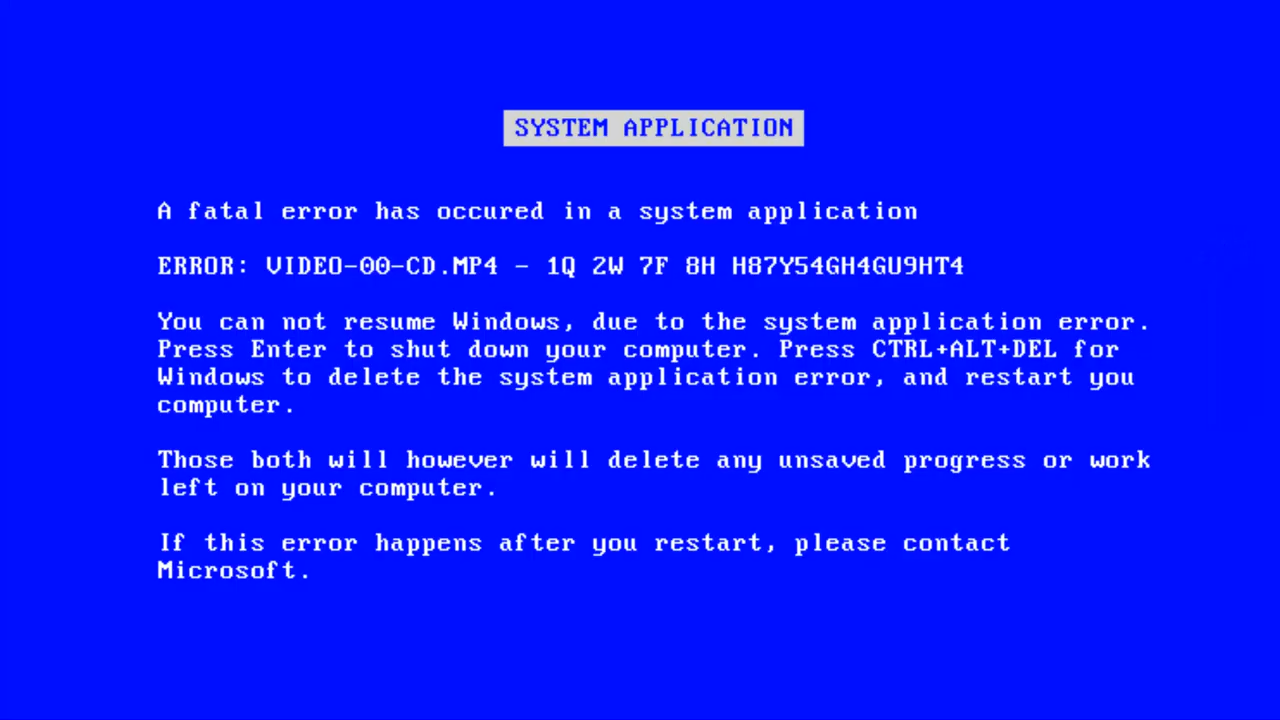 SYSTEM APPLICATION
A fatal error has occured in a system application
ERROR: VIDEO-00-CD.MP4 - 1Q 2W 7F 8H H87Y54GH4GU9HT4
You can not resume Windows, due to the system application error.
Press Enter to shut down your computer. Press CTRL+ALT+DEL for
Windows to delete the system application error, and restart you
computer.
Those both will however will delete any unsaved progress or work
left on your computer.
If this error happens after you restart, please contact
Microsoft.